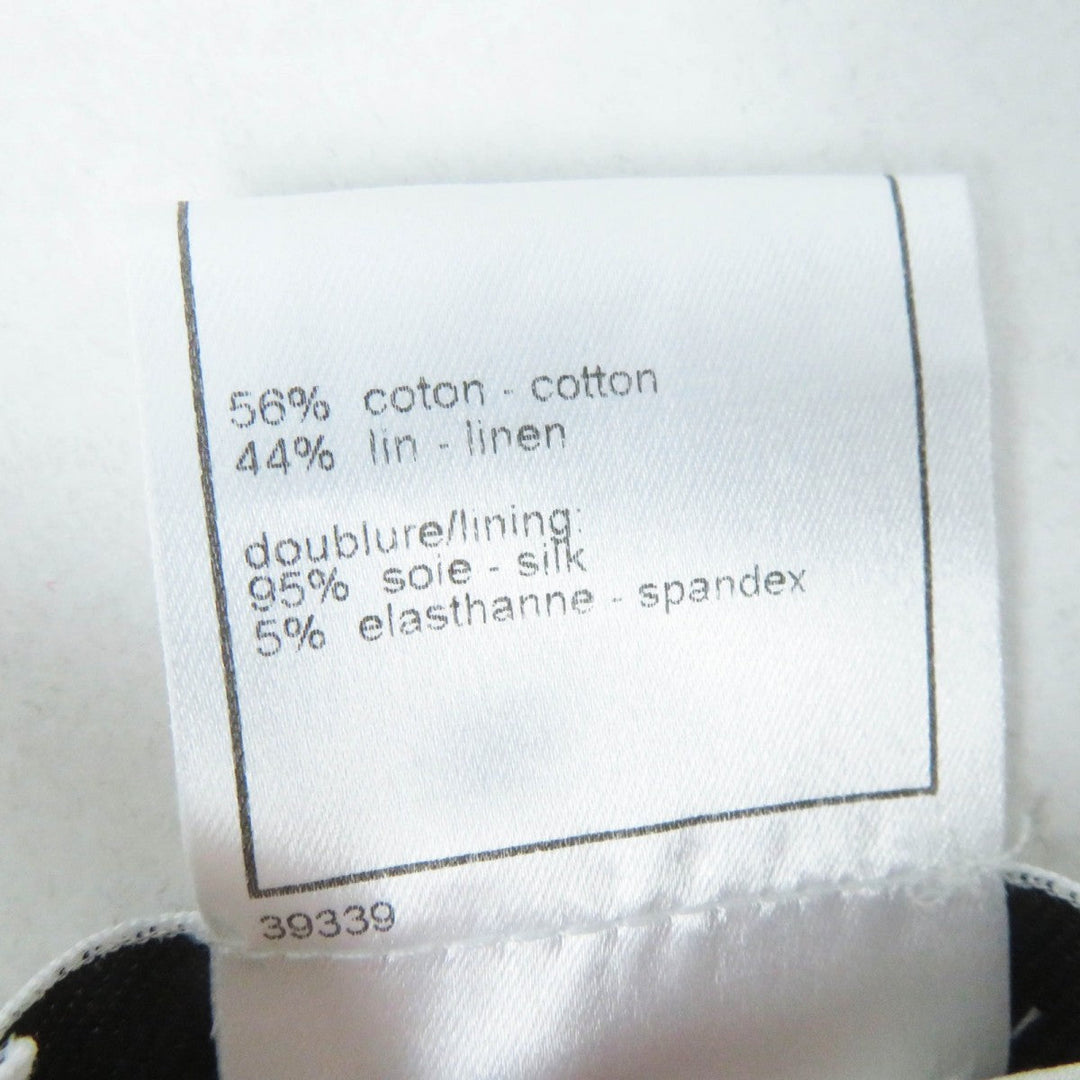 56% coton - cotton
44% lin - linen
doublure/lining:
95% soie - silk
5% elasthanne - spandex
39339